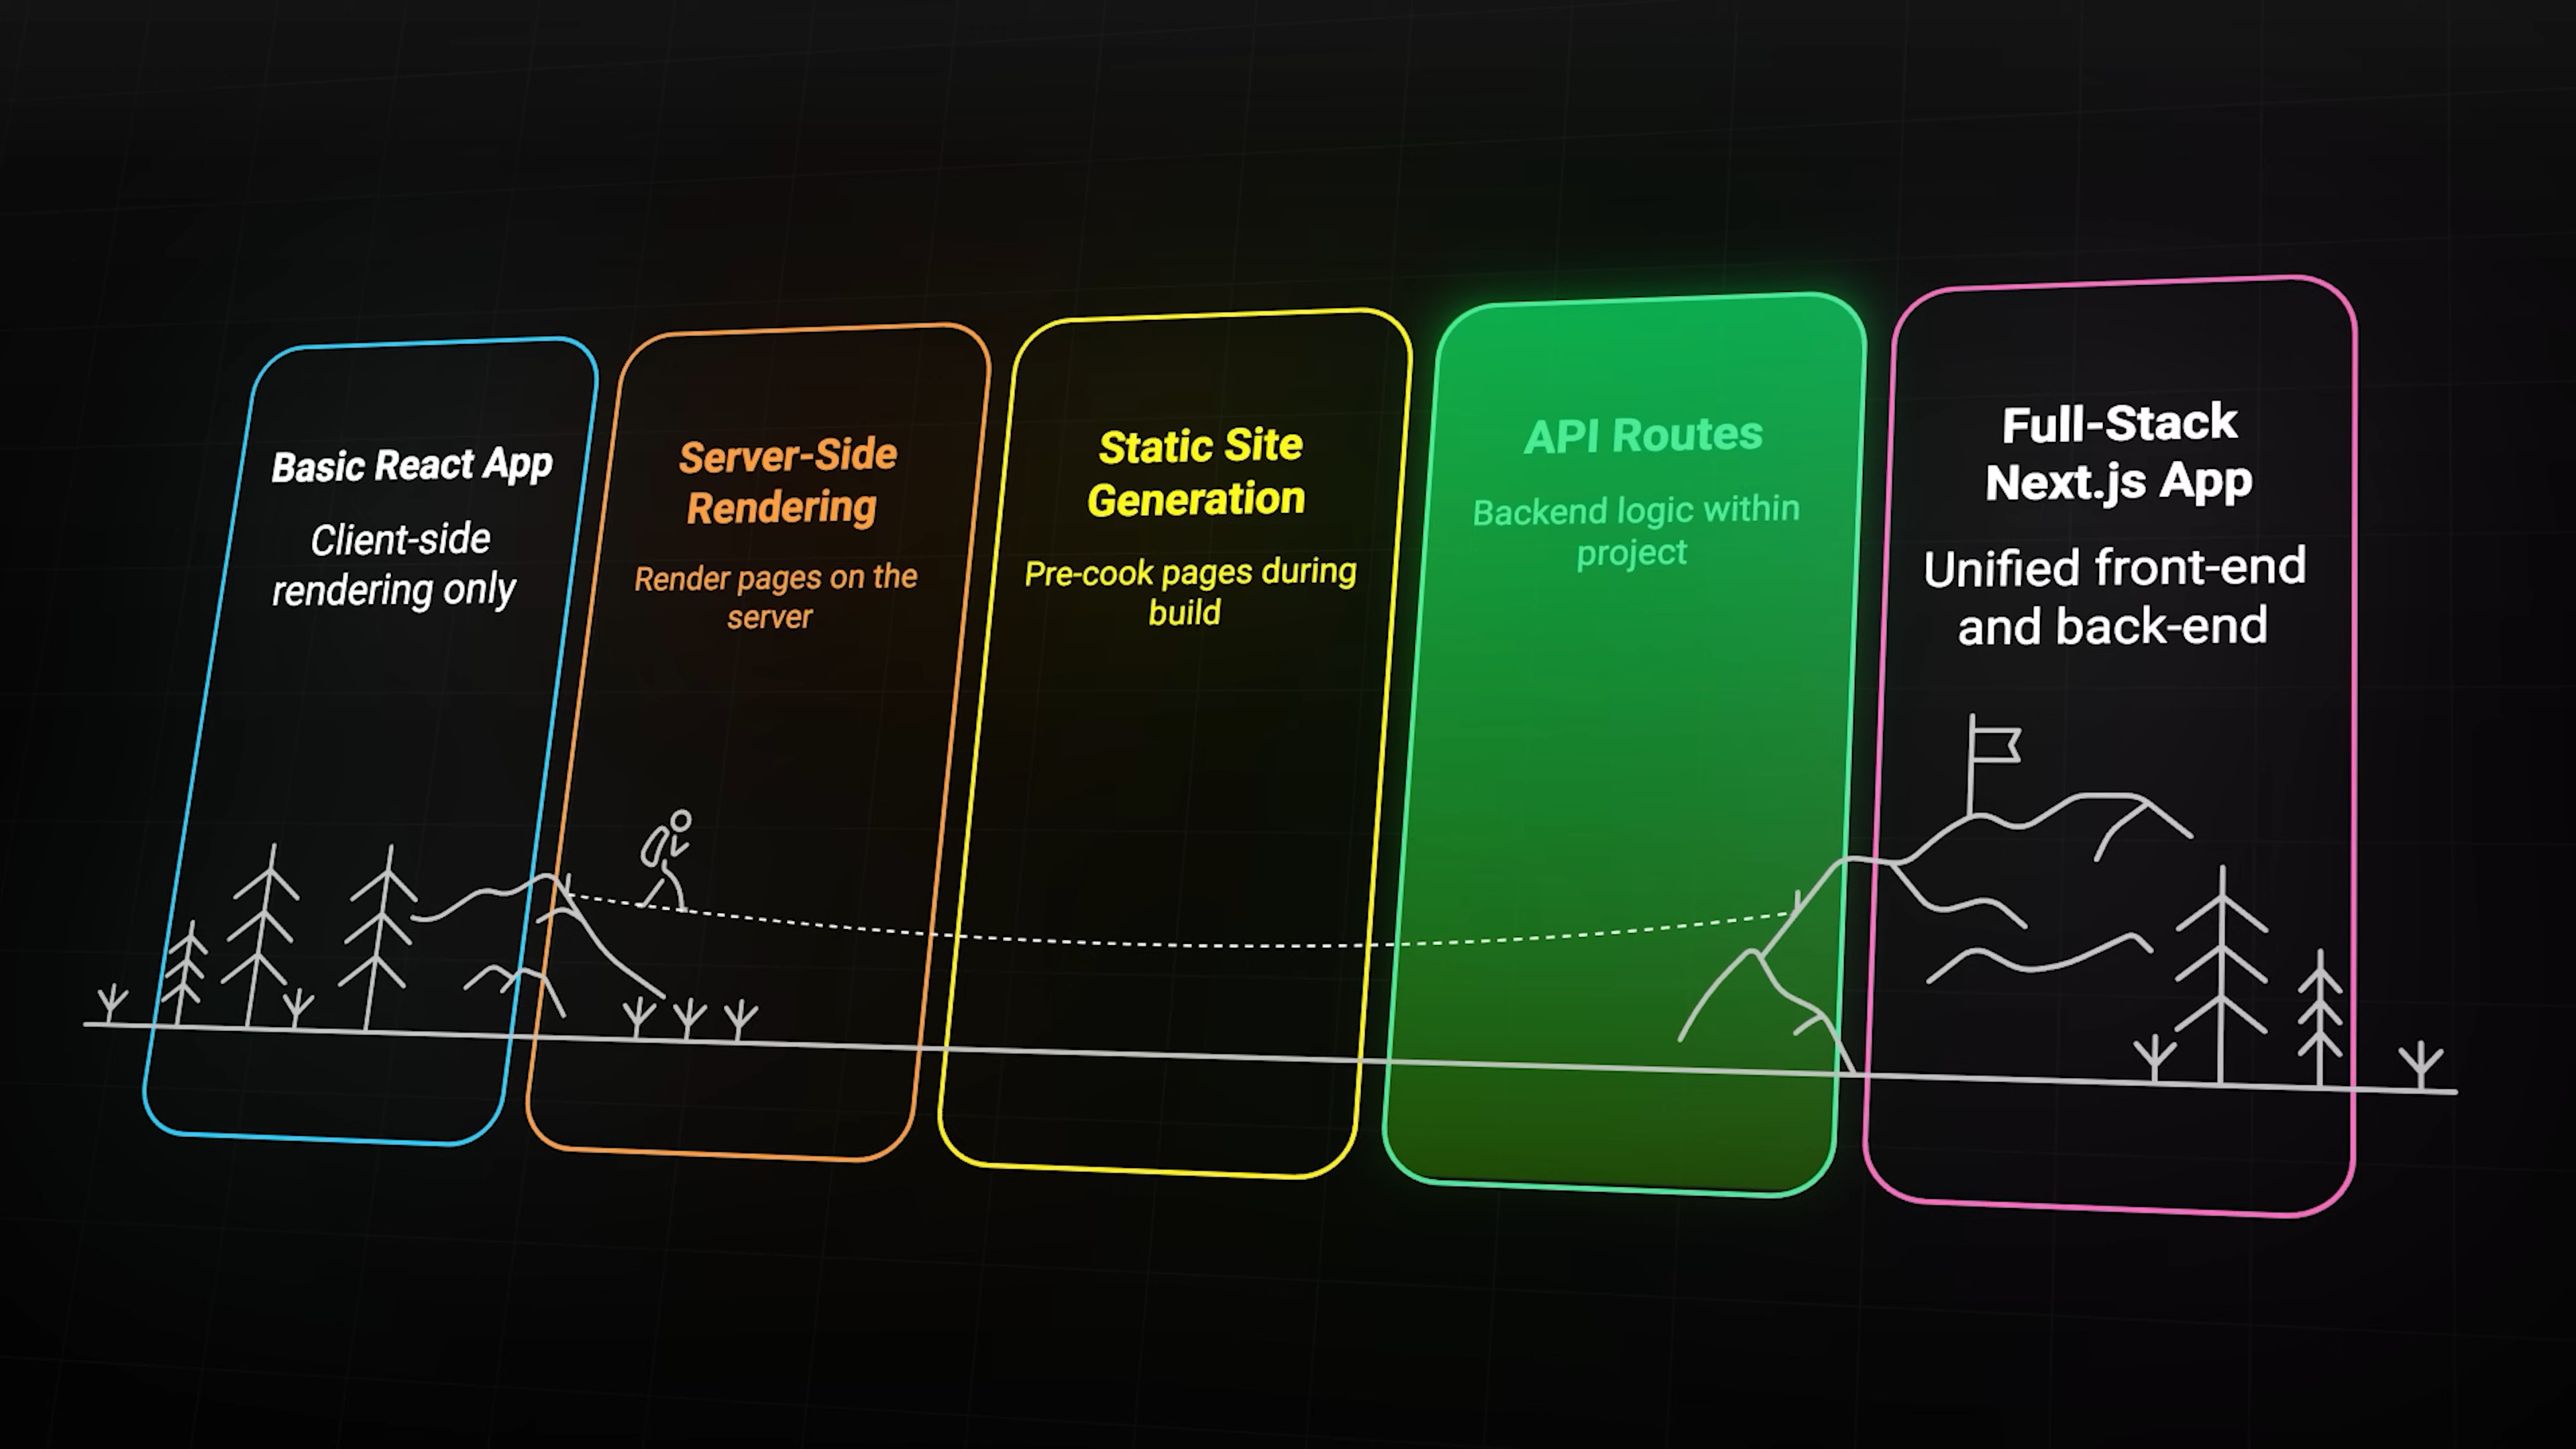 Basic React App
Client-side
rendering only
Server-Side
Rendering
Render pages on the
server
Static Site
Generation
Pre-cook pages during
build
API Routes
Backend logic within
project
Full-Stack
Next.js App
Unified front-end
and back-end